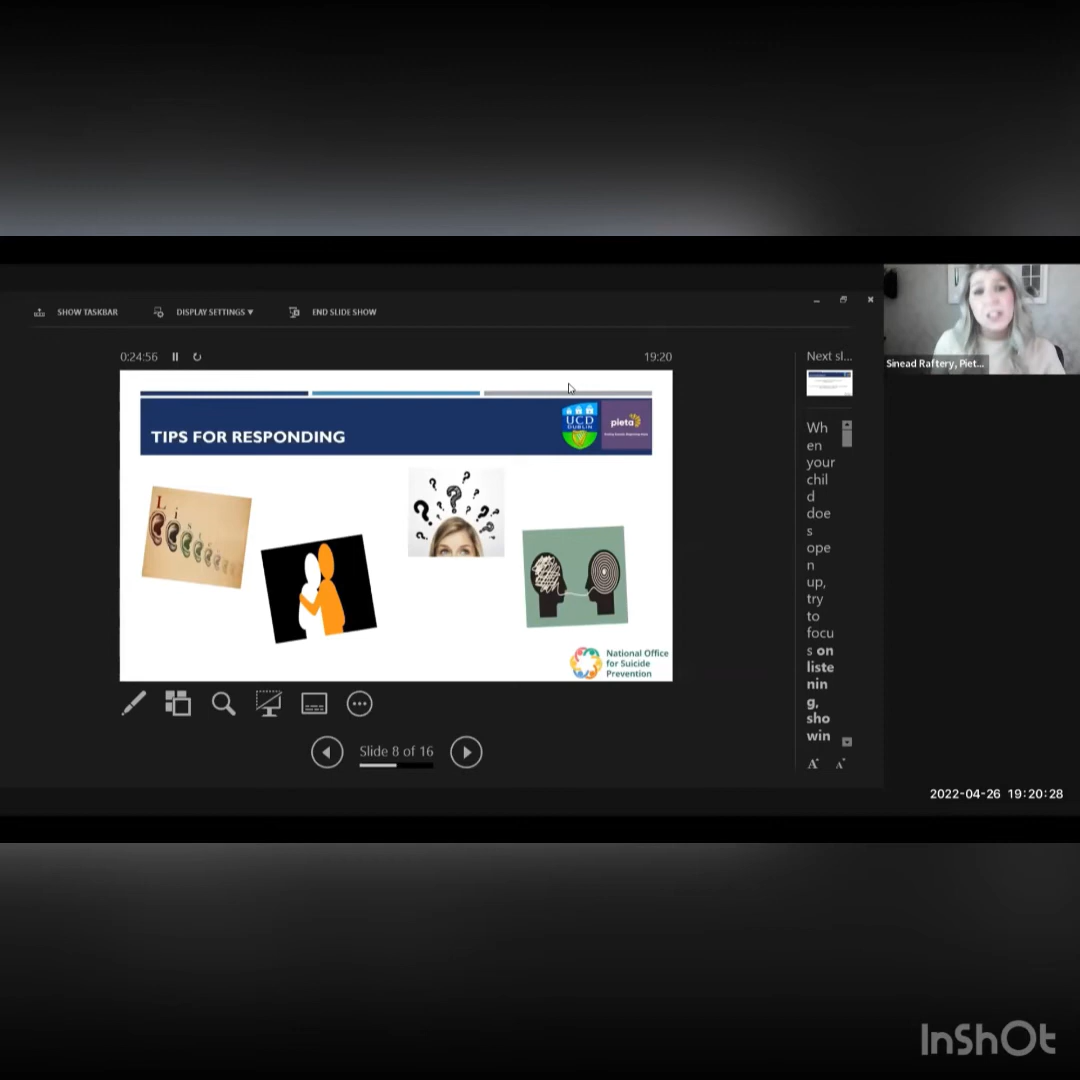 SHOW TASKBAR
DISPLAY SETTINGS ▼
END SLIDE SHOW
0:24:56
19:20
Next sl...
Sinead Raftery, Piet...
TIPS FOR RESPONDING
UCD
DUBLIN
pieta
L i s
? ? ? ? ? ? ? ? ?
National Office
for Suicide
Prevention
Slide 8 of 16
Wh
en
your
chil
d
doe
s
ope
n
up,
try
to
focu
s on
liste
nin
g,
sho
win
A A
2022-04-26 19:20:28
InShOt